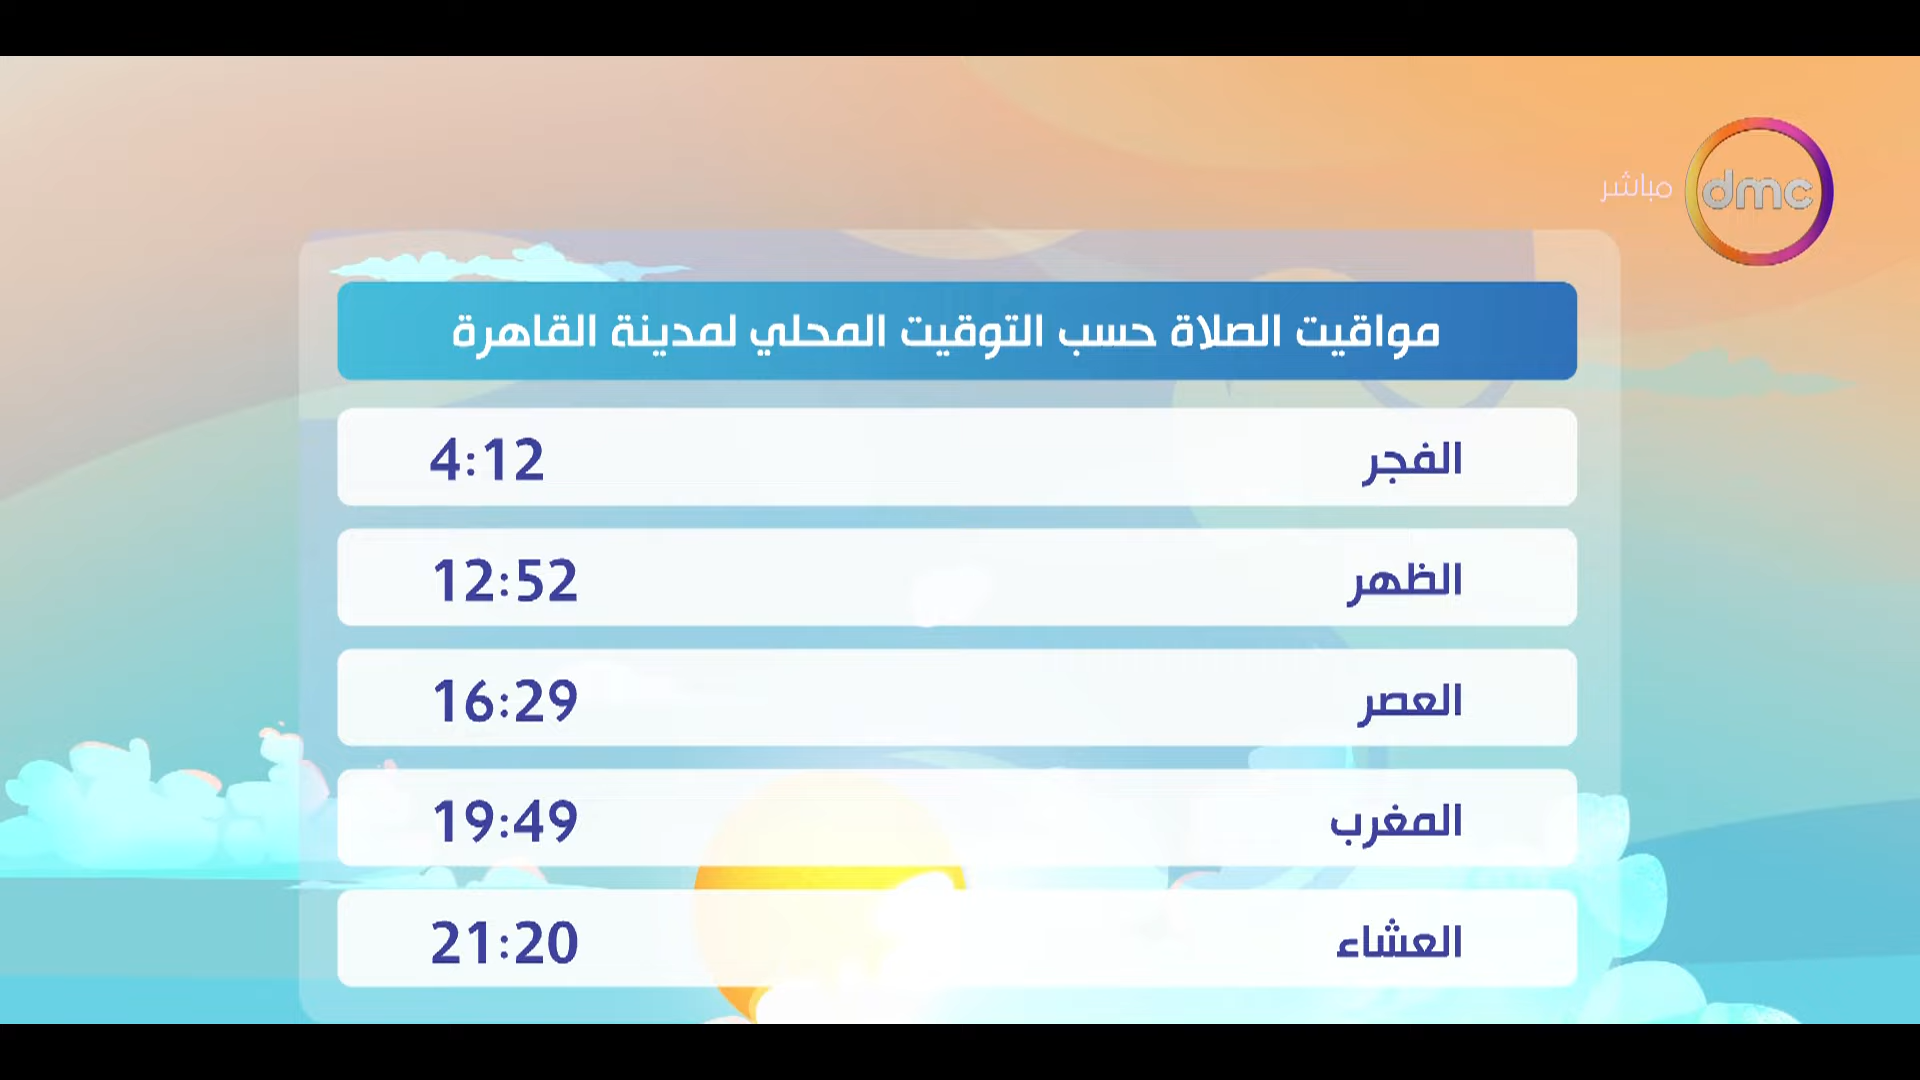 dmc مباشر
مواقيت الصلاة حسب التوقيت المحلي لمدينة القاهرة
الفجر 4:12
الظهر 12:52
العصر 16:29
المغرب 19:49
العشاء 21:20